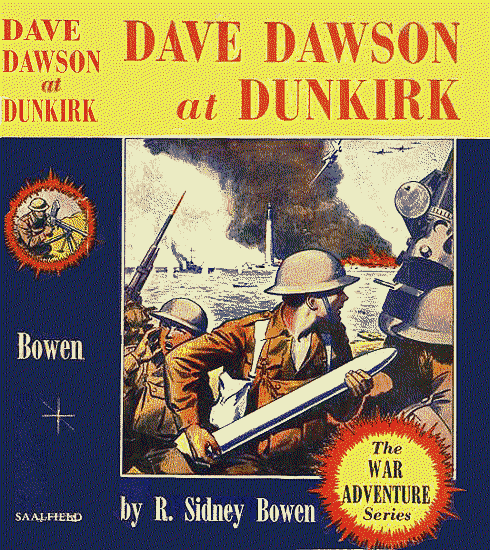 DAVE
DAWSON
at
DUNKIRK
Bowen
SAALFIELD
DAVE DAWSON
at DUNKIRK
by R. Sidney Bowen
The
WAR
ADVENTURE
Series